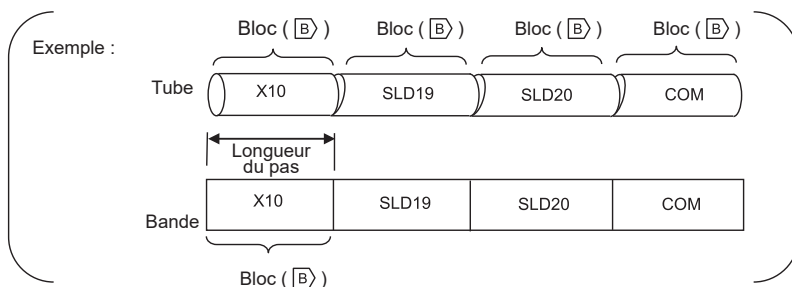 Exemple :
Bloc ( B ) Bloc ( B ) Bloc ( B ) Bloc ( B )
Tube X10 SLD19 SLD20 COM
Longueur
du pas
Bande X10 SLD19 SLD20 COM
Bloc ( B )